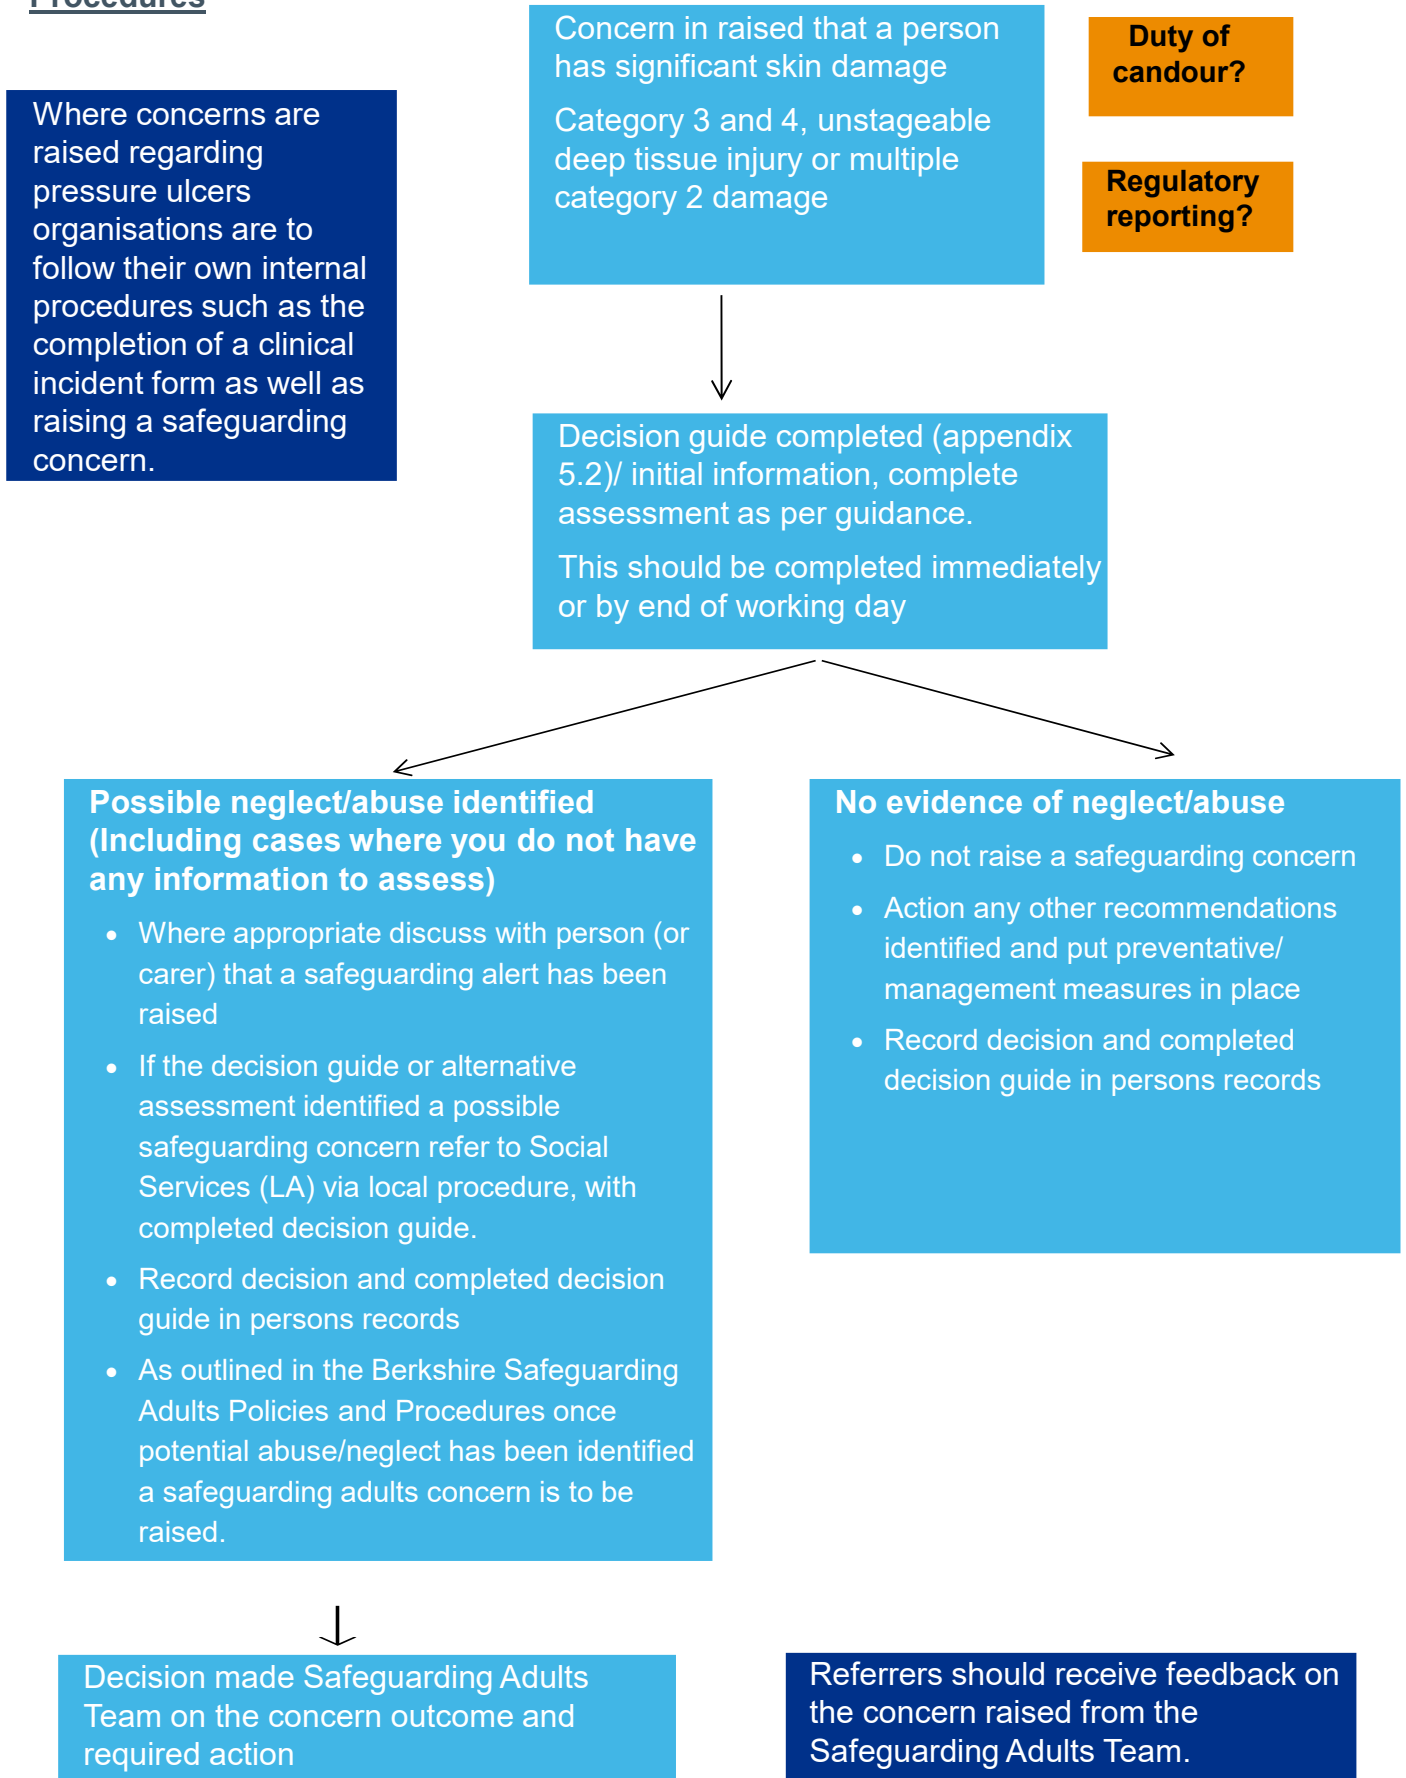 Procedures
Concern in raised that a person
has significant skin damage
Category 3 and 4, unstageable
deep tissue injury or multiple
category 2 damage
Duty of
candour?
Regulatory
reporting?
Where concerns are
raised regarding
pressure ulcers
organisations are to
follow their own internal
procedures such as the
completion of a clinical
incident form as well as
raising a safeguarding
concern.
Decision guide completed (appendix
5.2)/ initial information, complete
assessment as per guidance.
This should be completed immediately
or by end of working day
Possible neglect/abuse identified
(Including cases where you do not have
any information to assess)
• Where appropriate discuss with person (or
carer) that a safeguarding alert has been
raised
• If the decision guide or alternative
assessment identified a possible
safeguarding concern refer to Social
Services (LA) via local procedure, with
completed decision guide.
• Record decision and completed decision
guide in persons records
• As outlined in the Berkshire Safeguarding
Adults Policies and Procedures once
potential abuse/neglect has been identified
a safeguarding adults concern is to be
raised.
No evidence of neglect/abuse
• Do not raise a safeguarding concern
• Action any other recommendations
identified and put preventative/
management measures in place
• Record decision and completed
decision guide in persons records
Decision made Safeguarding Adults
Team on the concern outcome and
required action
Referrers should receive feedback on
the concern raised from the
Safeguarding Adults Team.